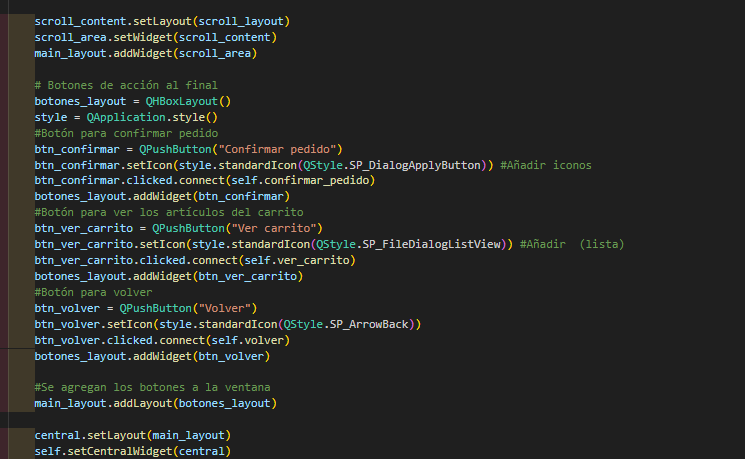 scroll_content.setLayout(scroll_layout)
scroll_area.setWidget(scroll_content)
main_layout.addWidget(scroll_area)
# Botones de acción al final
botones_layout = QHBoxLayout()
style = QApplication.style()
#Botón para confirmar pedido
btn_confirmar = QPushButton("Confirmar pedido")
btn_confirmar.setIcon(style.standardIcon(QStyle.SP_DialogApplyButton)) #Añadir iconos
btn_confirmar.clicked.connect(self.confirmar_pedido)
botones_layout.addWidget(btn_confirmar)
#Botón para ver los artículos del carrito
btn_ver_carrito = QPushButton("Ver carrito")
btn_ver_carrito.setIcon(style.standardIcon(QStyle.SP_FileDialogListView)) #Añadir  (lista)
btn_ver_carrito.clicked.connect(self.ver_carrito)
botones_layout.addWidget(btn_ver_carrito)
#Botón para volver
btn_volver = QPushButton("Volver")
btn_volver.setIcon(style.standardIcon(QStyle.SP_ArrowBack))
btn_volver.clicked.connect(self.volver)
botones_layout.addWidget(btn_volver)
#Se agregan los botones a la ventana
main_layout.addLayout(botones_layout)
central.setLayout(main_layout)
self.setCentralWidget(central)